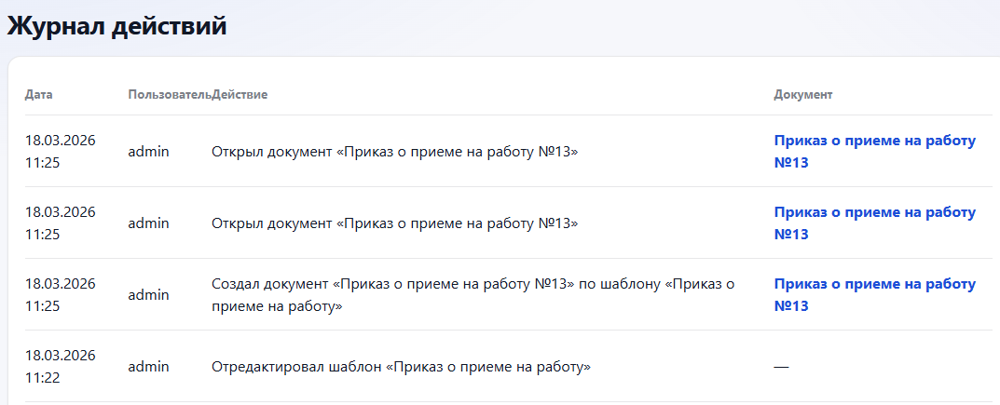 Журнал действий
Дата ПользовательДействие Документ
18.03.2026
11:25
admin
Открыл документ «Приказ о приеме на работу №13»
Приказ о приеме на работу
№13
18.03.2026
11:25
admin
Открыл документ «Приказ о приеме на работу №13»
Приказ о приеме на работу
№13
18.03.2026
11:25
admin
Создал документ «Приказ о приеме на работу №13» по шаблону «Приказ о
приеме на работу»
Приказ о приеме на работу
№13
18.03.2026
11:22
admin
Отредактировал шаблон «Приказ о приеме на работу»
—